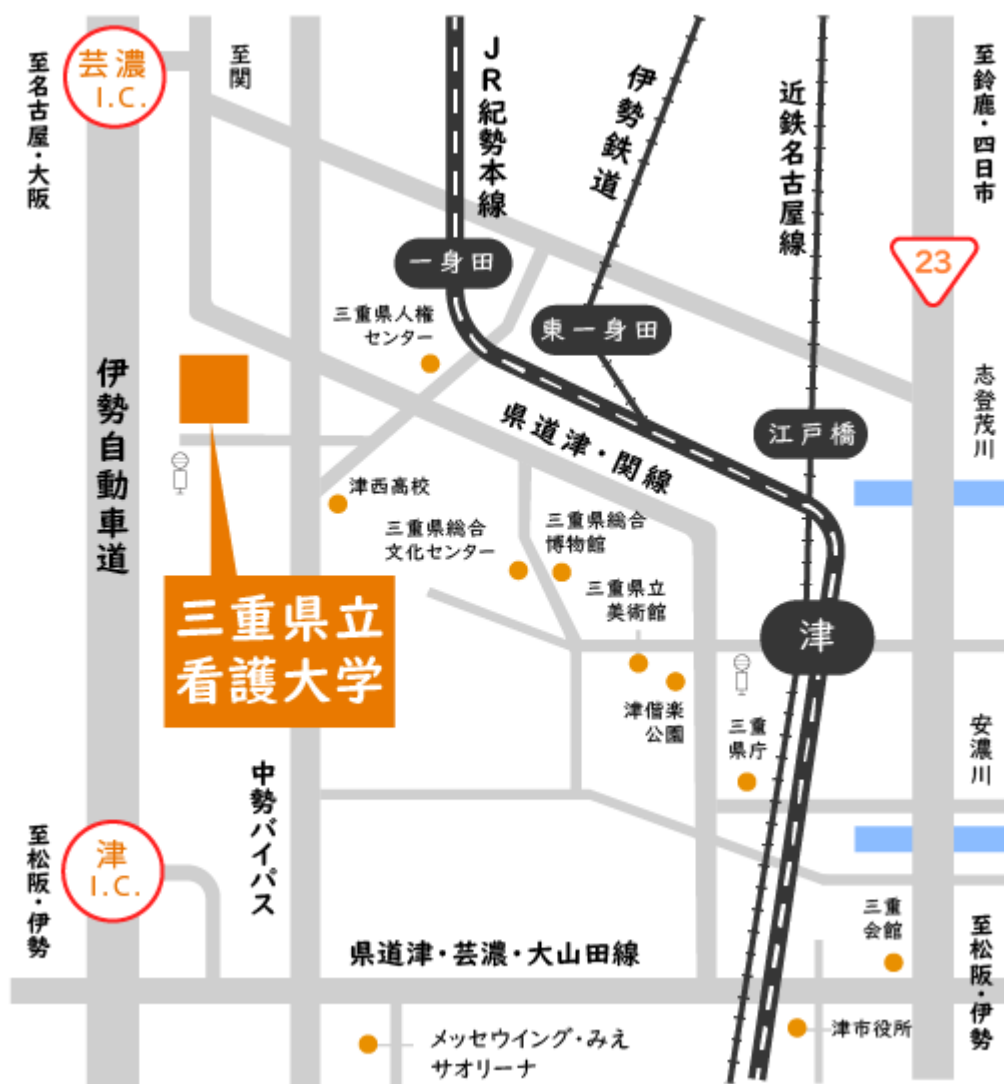 芸濃
I.C.
至名古屋・大阪
至関
JR紀勢本線
伊勢鉄道
近鉄名古屋線
至鈴鹿・四日市
23
一身田
東一身田
江戸橋
三重県人権
センター
伊勢自動車道
県道津・関線
志登茂川
津西高校
三重県総合
文化センター
三重県総合
博物館
三重県立
美術館
津
三重県立
看護大学
津偕楽
公園
三重
県庁
安濃川
中勢バイパス
津
I.C.
至松阪・伊勢
三重
会館
至松阪・伊勢
県道津・芸濃・大山田線
メッセウイング・みえ
サオリーナ
津市役所